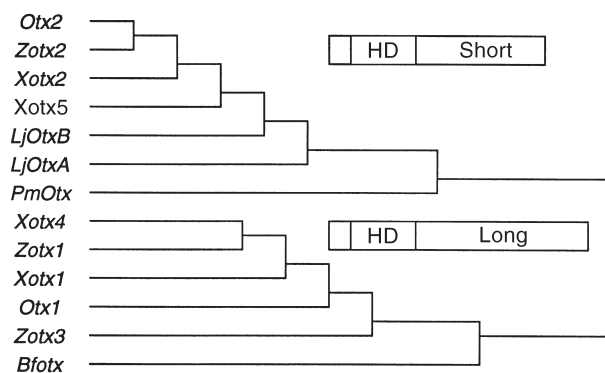 Otx2
Zotx2
HD Short
Xotx2
Xotx5
LjOtxB
LjOtxA
PmOtx
Xotx4
HD Long
Zotx1
Xotx1
Otx1
Zotx3
Bfotx